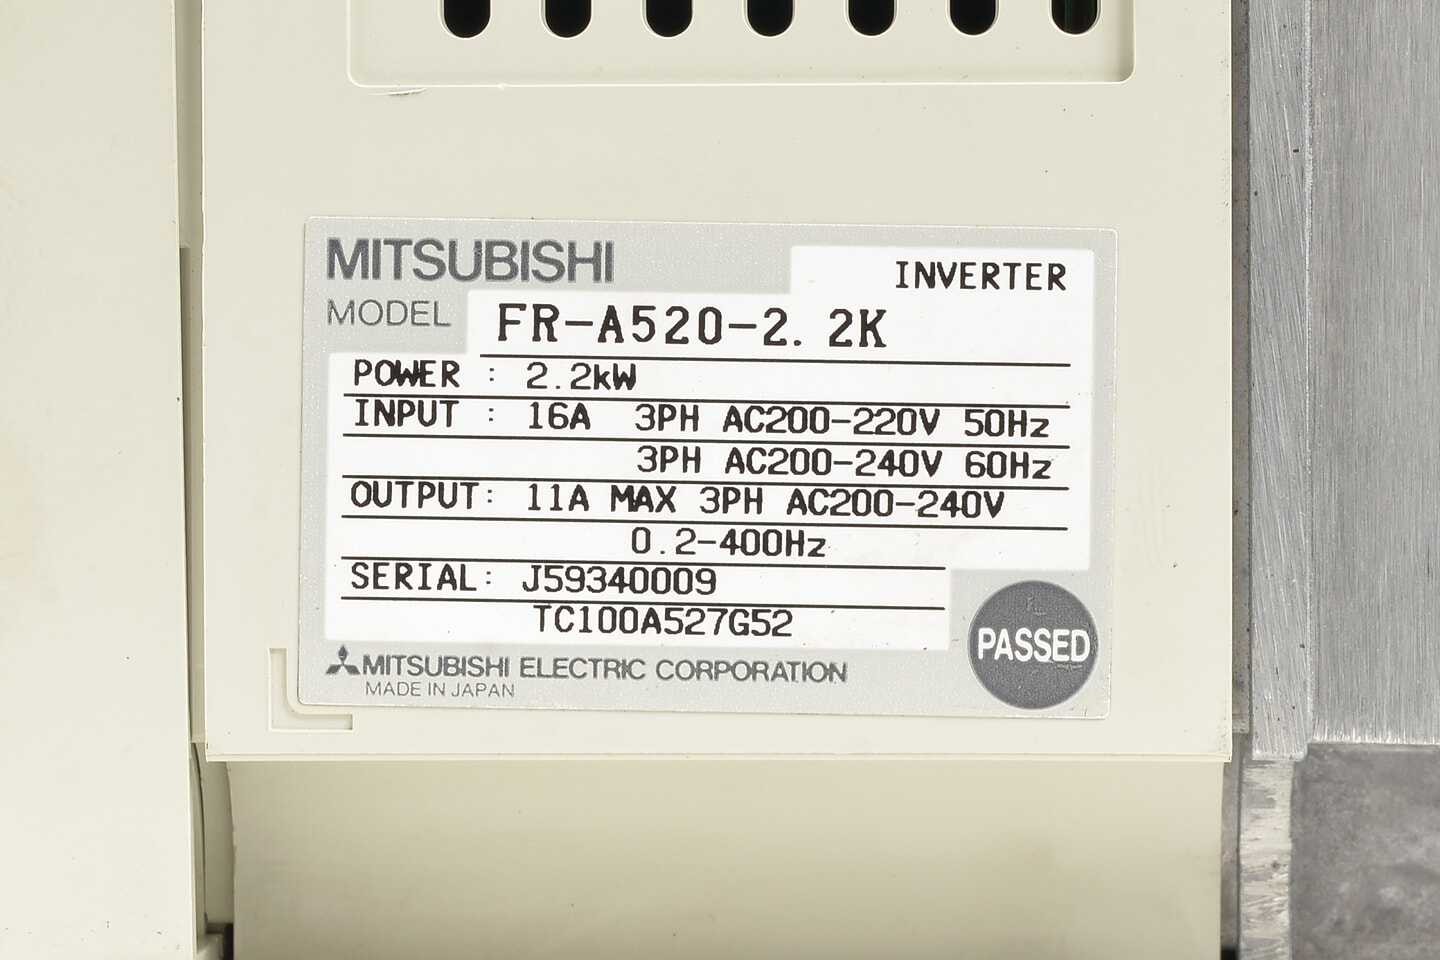 MITSUBISHI
INVERTER
MODEL FR-A520-2.2K
POWER : 2.2kW
INPUT : 16A 3PH AC200-220V 50Hz
3PH AC200-240V 60Hz
OUTPUT: 11A MAX 3PH AC200-240V
0.2-400Hz
SERIAL: J59340009
TC100A527G52
PASSED
MITSUBISHI ELECTRIC CORPORATION
MADE IN JAPAN